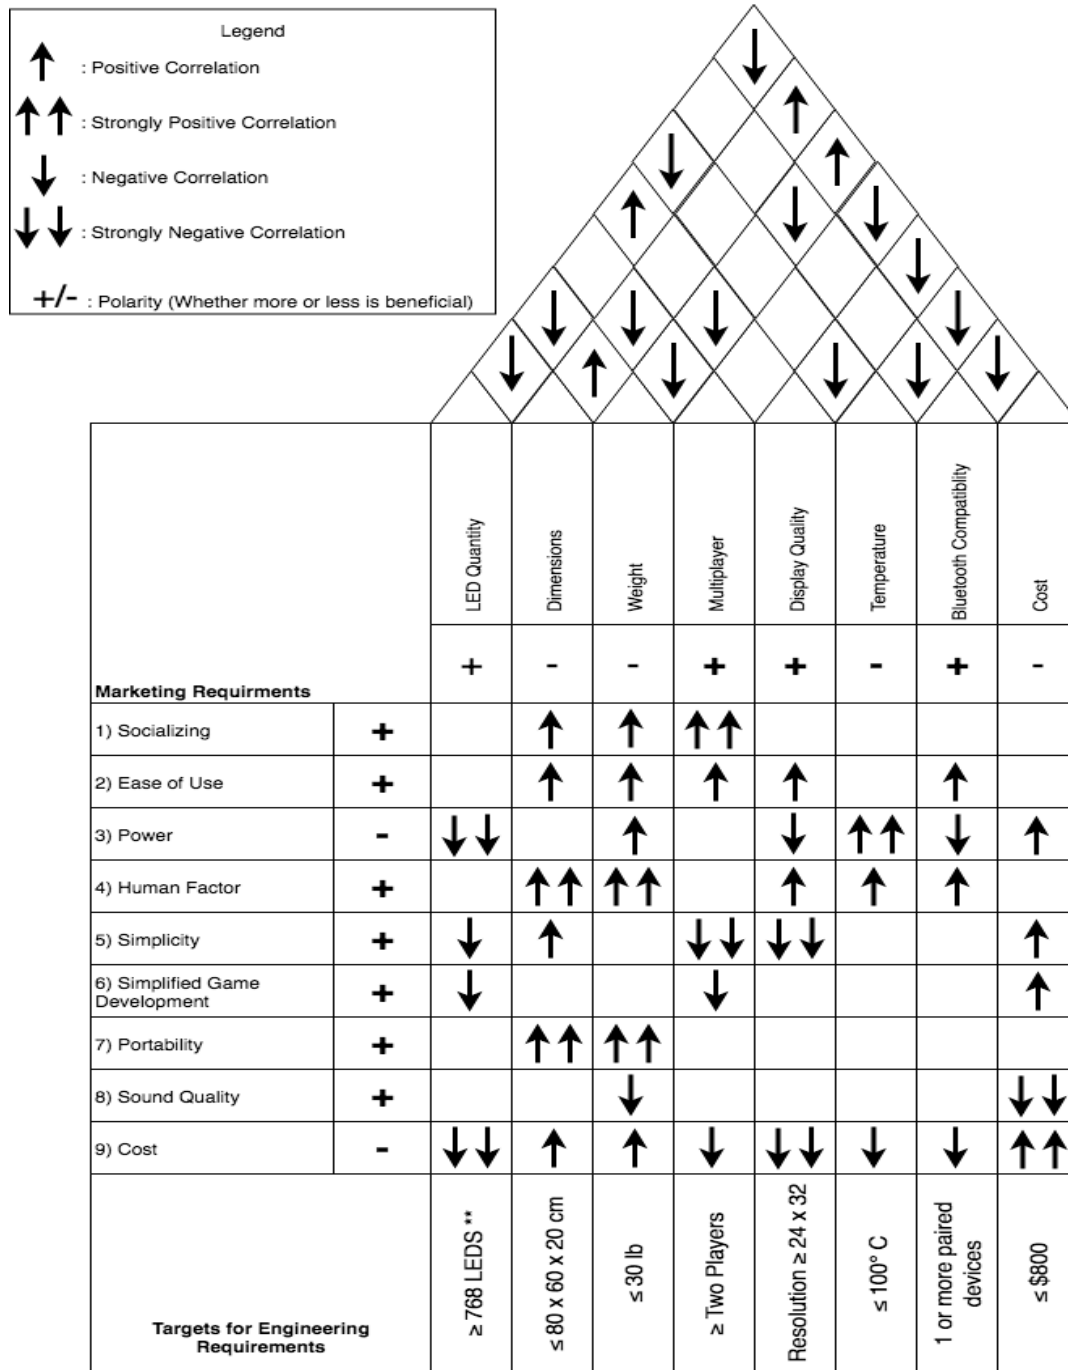 Legend
: Positive Correlation
: Strongly Positive Correlation
: Negative Correlation
: Strongly Negative Correlation
+/- : Polarity (Whether more or less is beneficial)
LED Quantity
Dimensions
Weight
Multiplayer
Display Quality
Temperature
Bluetooth Compatiblity
Cost
+ - - + + - + -
Marketing Requirments
1) Socializing +
2) Ease of Use +
3) Power -
4) Human Factor +
5) Simplicity +
6) Simplified Game
Development +
7) Portability +
8) Sound Quality +
9) Cost -
Targets for Engineering
Requirements
≥ 768 LEDS **
≤ 80 x 60 x 20 cm
≤ 30 lb
≥ Two Players
Resolution ≥ 24 x 32
≤ 100° C
1 or more paired
devices
≤ $800